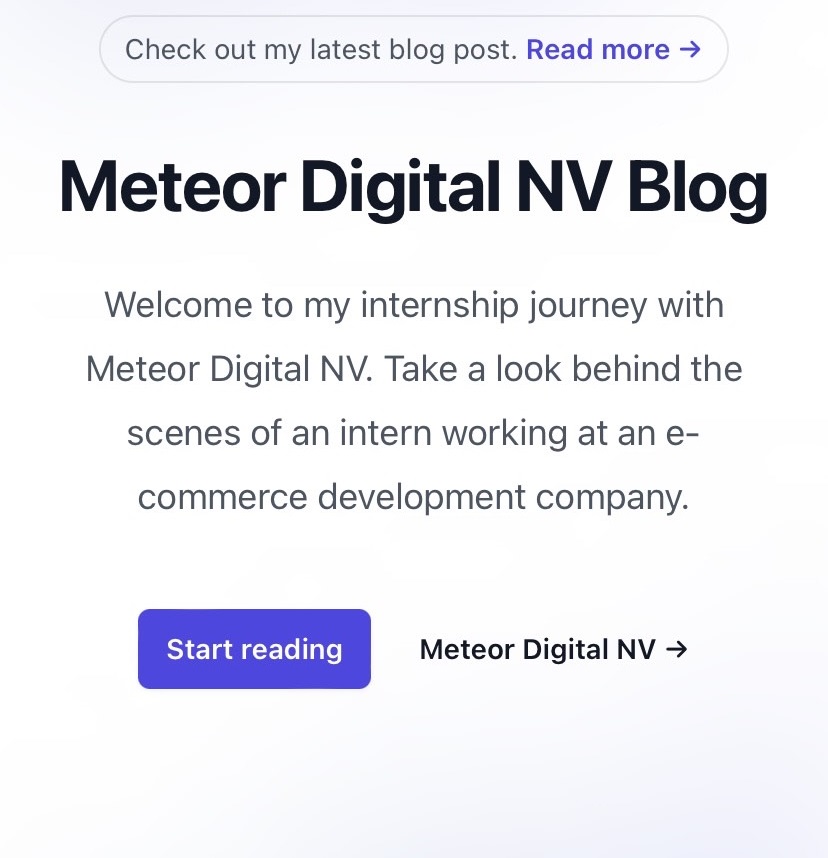 Check out my latest blog post. Read more →
Meteor Digital NV Blog
Welcome to my internship journey with
Meteor Digital NV. Take a look behind the
scenes of an intern working at an e-
commerce development company.
Start reading
Meteor Digital NV →